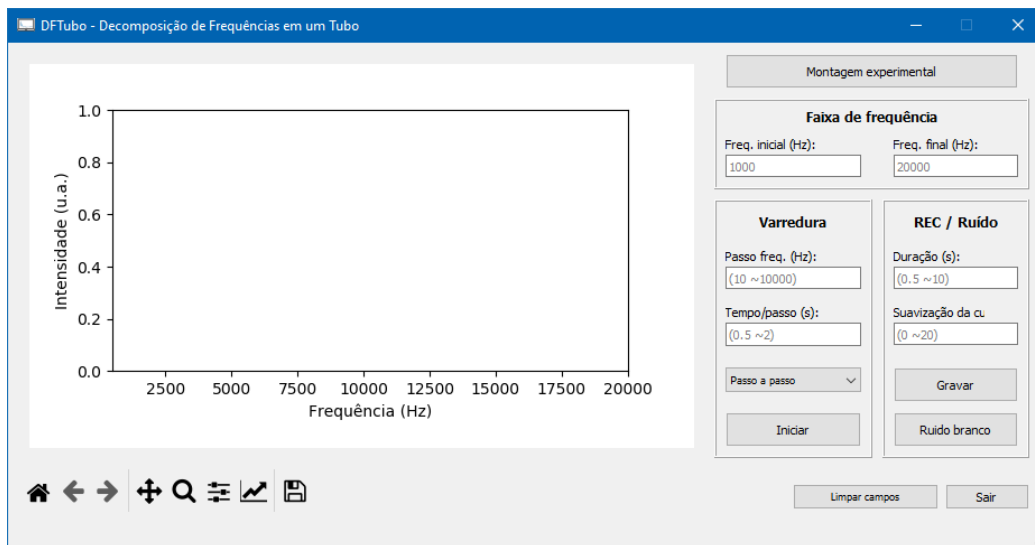 DFTubo - Decomposição de Frequências em um Tubo
Montagem experimental
Faixa de frequência
Freq. inicial (Hz): Freq. final (Hz):
1000 20000
Varredura
Passo freq. (Hz):
(10 ~10000)
Tempo/passo (s):
(0.5 ~2)
Passo a passo
Iniciar
REC / Ruído
Duração (s):
(0.5 ~10)
Suavização da cu
(0 ~20)
Gravar
Ruido branco
1.0
0.8
0.6
0.4
0.2
0.0
Intensidade (u.a.)
2500 5000 7500 10000 12500 15000 17500 20000
Frequência (Hz)
Limpar campos Sair